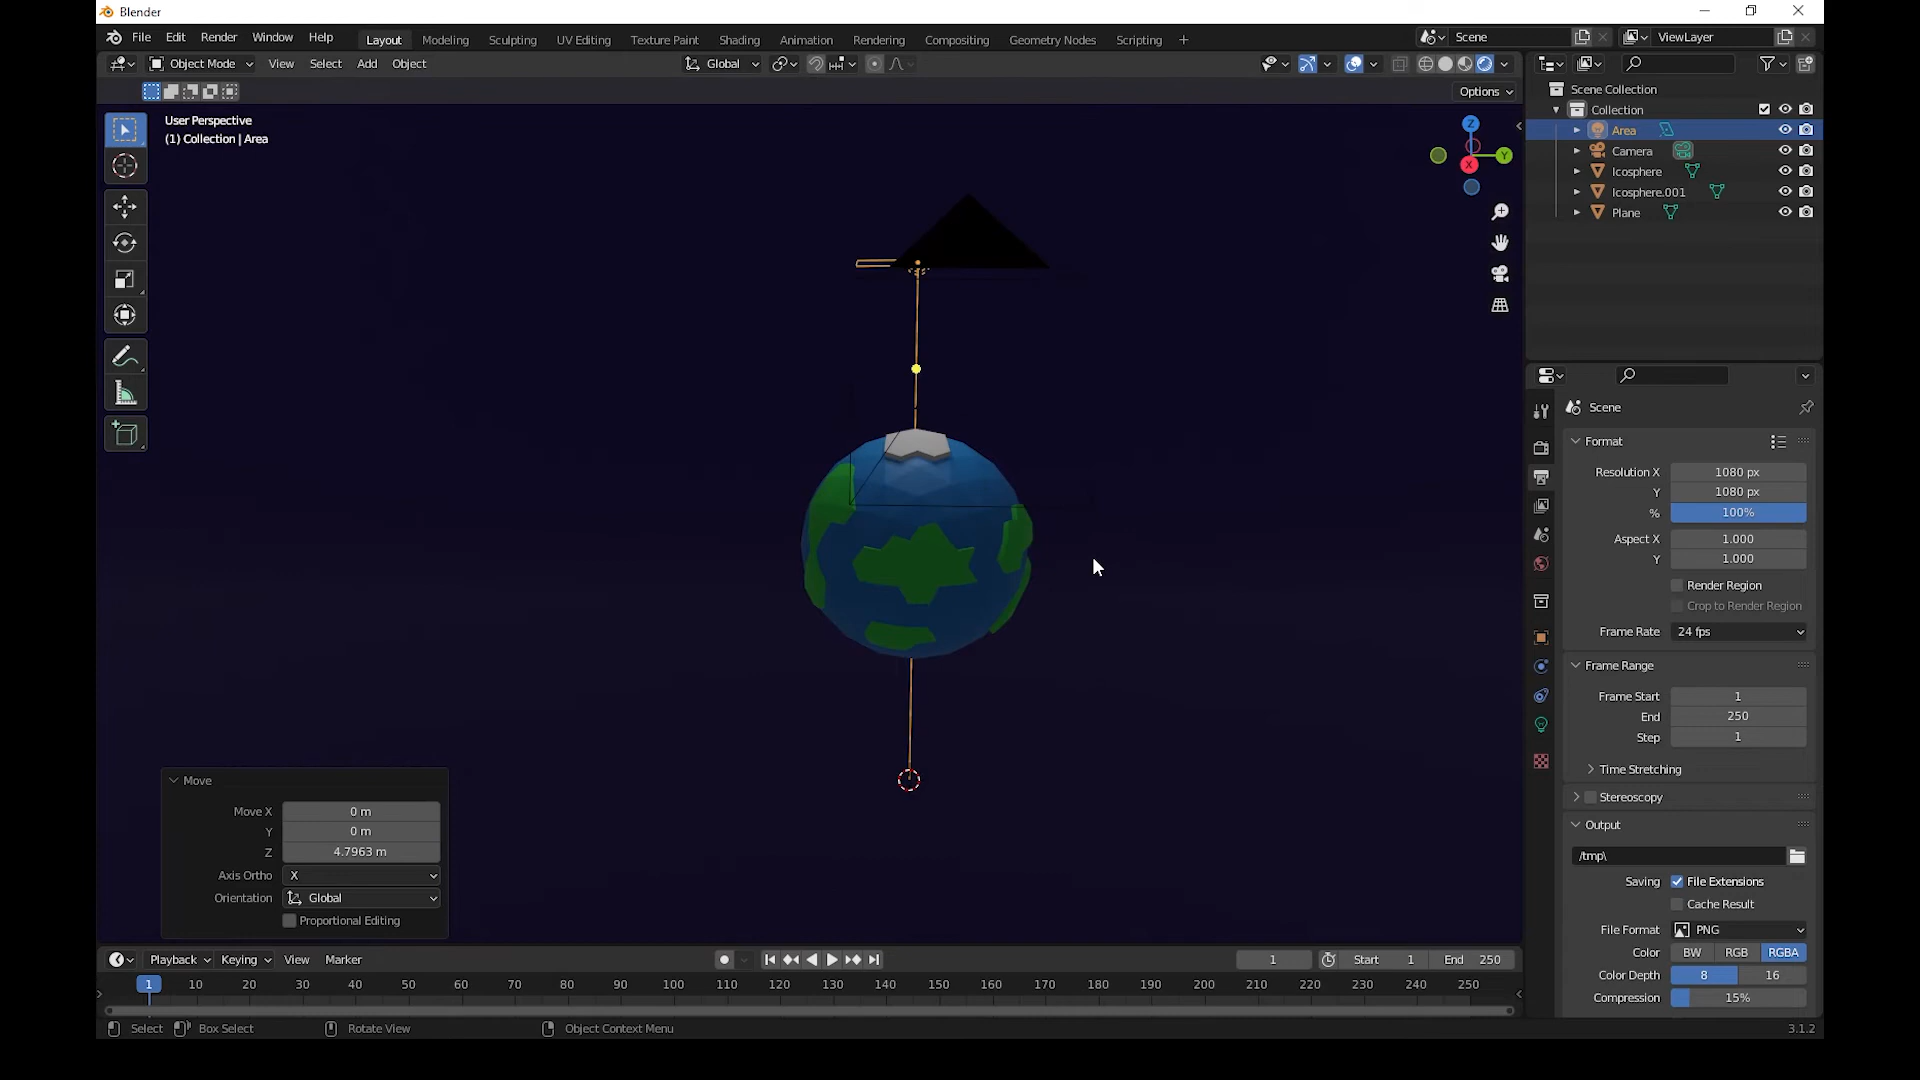 Blender
File Edit Render Window Help Layout Modeling Sculpting UV Editing Texture Paint Shading Animation Rendering Compositing Geometry Nodes Scripting + Scene ViewLayer
Object Mode View Select Add Object Global
Options
User Perspective
(1) Collection | Area
Z
Y
X
Scene Collection
Collection
Area
Camera
Icosphere
Icosphere.001
Plane
Scene
Format
Resolution X 1080 px
Y 1080 px
% 100%
Aspect X 1.000
Y 1.000
Render Region
Crop to Render Region
Frame Rate 24 fps
Frame Range
Frame Start 1
End 250
Step 1
Time Stretching
Stereoscopy
Output
/tmp\
Saving File Extensions
Cache Result
File Format PNG
Color BW RGB RGBA
Color Depth 8 16
Compression 15%
Move
Move X 0 m
Y 0 m
Z 4.7963 m
Axis Ortho X
Orientation Global
Proportional Editing
Playback Keying View Marker 1 Start 1 End 250
1 10 20 30 40 50 60 70 80 90 100 110 120 130 140 150 160 170 180 190 200 210 220 230 240 250
Select Box Select Rotate View Object Context Menu 3.1.2